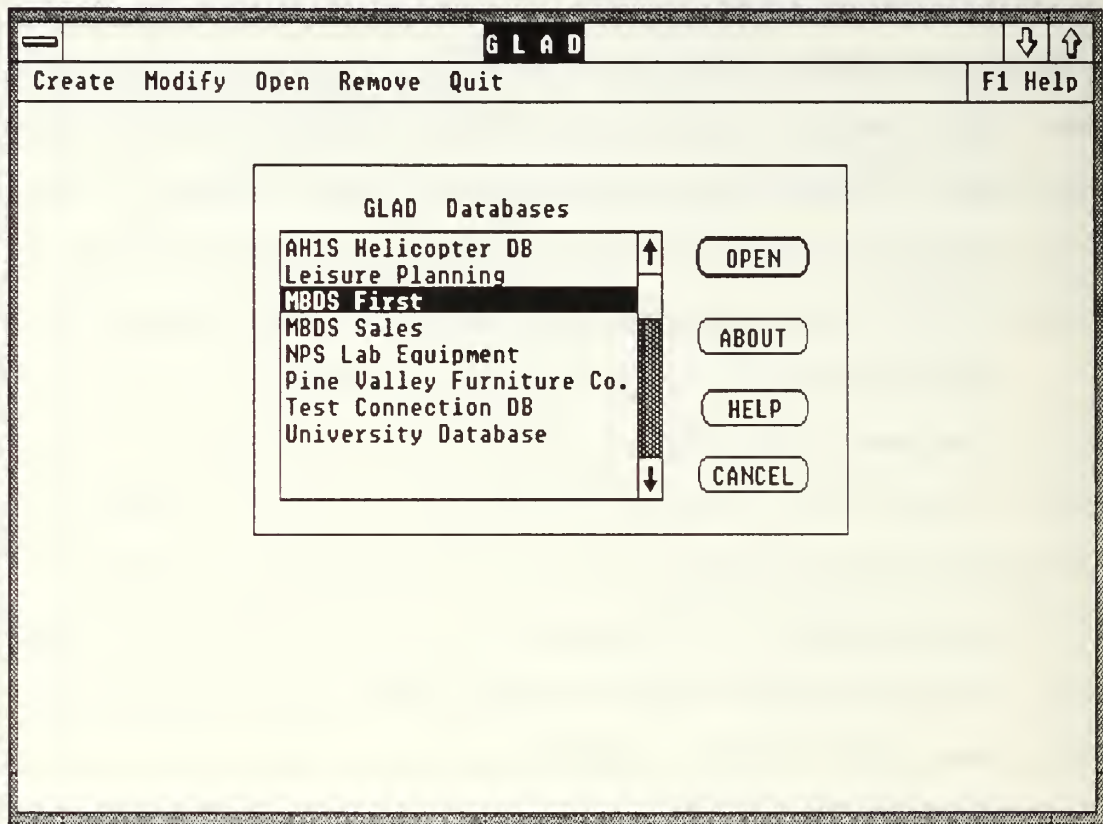 G L A D
Create Modify Open Remove Quit F1 Help
GLAD Databases
AH1S Helicopter DB
Leisure Planning
MBDS First
MBDS Sales
NPS Lab Equipment
Pine Valley Furniture Co.
Test Connection DB
University Database
OPEN
ABOUT
HELP
CANCEL